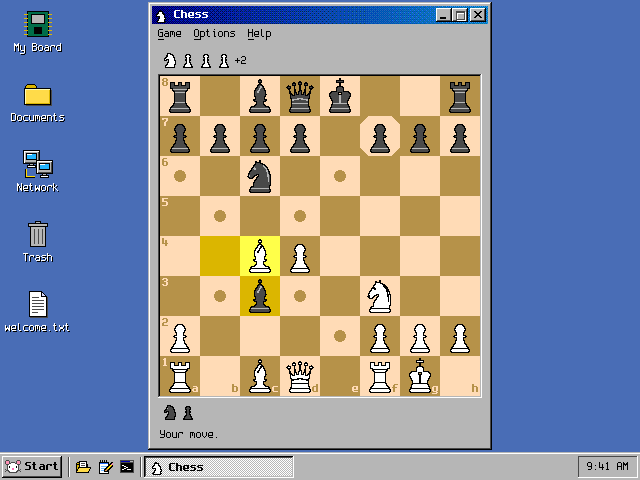 Chess
My Board
Game Options Help
+2
Documents
Network
Trash
welcome.txt
8
7
6
5
4
3
2
1
a b c d e f g h
Your move.
Start
Chess
9:41 AM